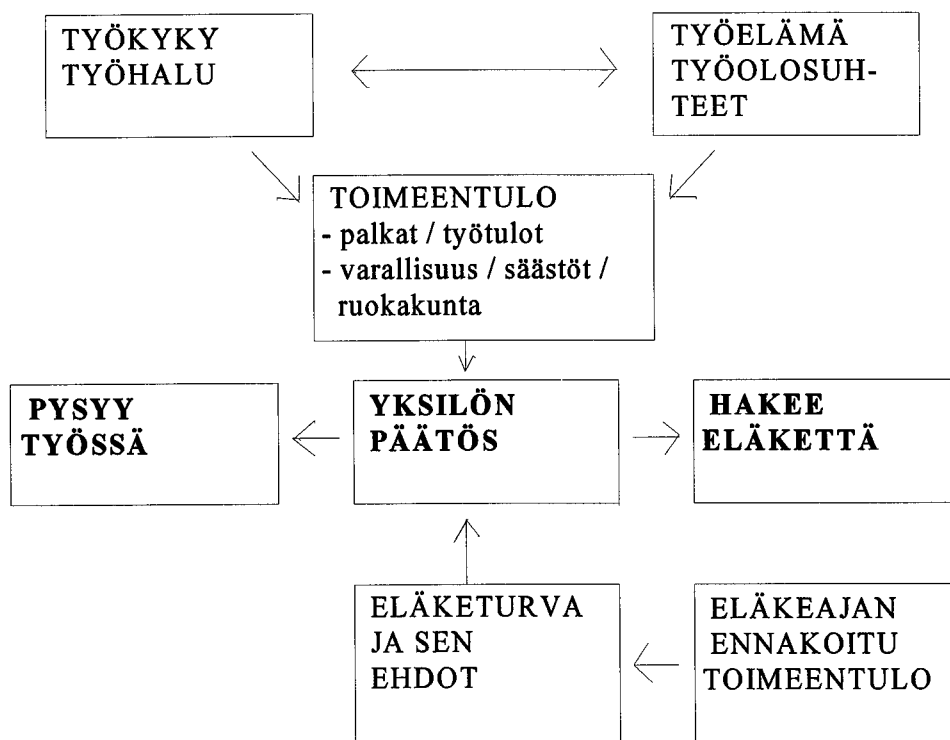 TYÖKYKY
TYÖHALU
TYÖELÄMÄ
TYÖOLOSUH-
TEET
TOIMEENTULO
- palkat / työtulot
- varallisuus / säästöt /
ruokakunta
PYSYY
TYÖSSÄ
YKSILÖN
PÄÄTÖS
HAKEE
ELÄKETTÄ
ELÄKETURVA
JA SEN
EHDOT
ELÄKEAJAN
ENNAKOITU
TOIMEENTULO